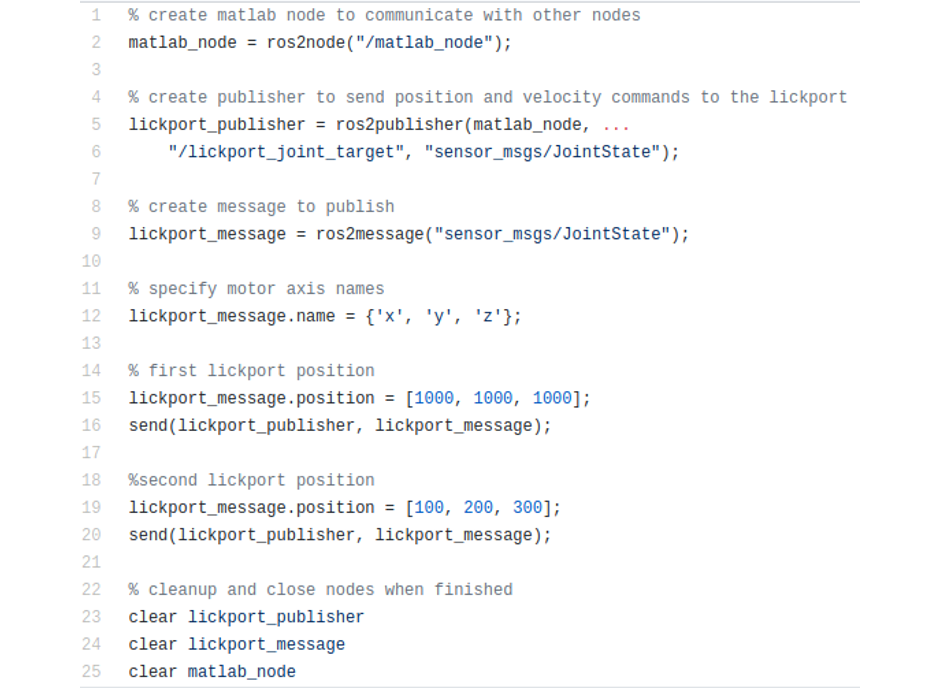 1 % create matlab node to communicate with other nodes
2 matlab_node = ros2node("/matlab_node");
3
4 % create publisher to send position and velocity commands to the lickport
5 lickport_publisher = ros2publisher(matlab_node, ...
6     "/lickport_joint_target", "sensor_msgs/JointState");
7
8 % create message to publish
9 lickport_message = ros2message("sensor_msgs/JointState");
10
11 % specify motor axis names
12 lickport_message.name = {'x', 'y', 'z'};
13
14 % first lickport position
15 lickport_message.position = [1000, 1000, 1000];
16 send(lickport_publisher, lickport_message);
17
18 %second lickport position
19 lickport_message.position = [100, 200, 300];
20 send(lickport_publisher, lickport_message);
21
22 % cleanup and close nodes when finished
23 clear lickport_publisher
24 clear lickport_message
25 clear matlab_node